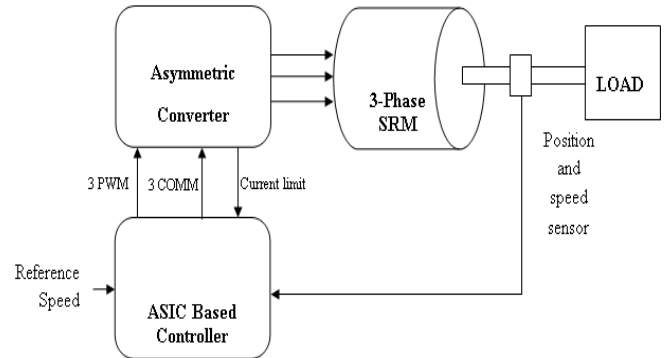 Asymmetric
Converter
3-Phase
SRM
LOAD
Position
and
speed
sensor
3 PWM
3 COMM
Current limit
Reference
Speed
ASIC Based
Controller